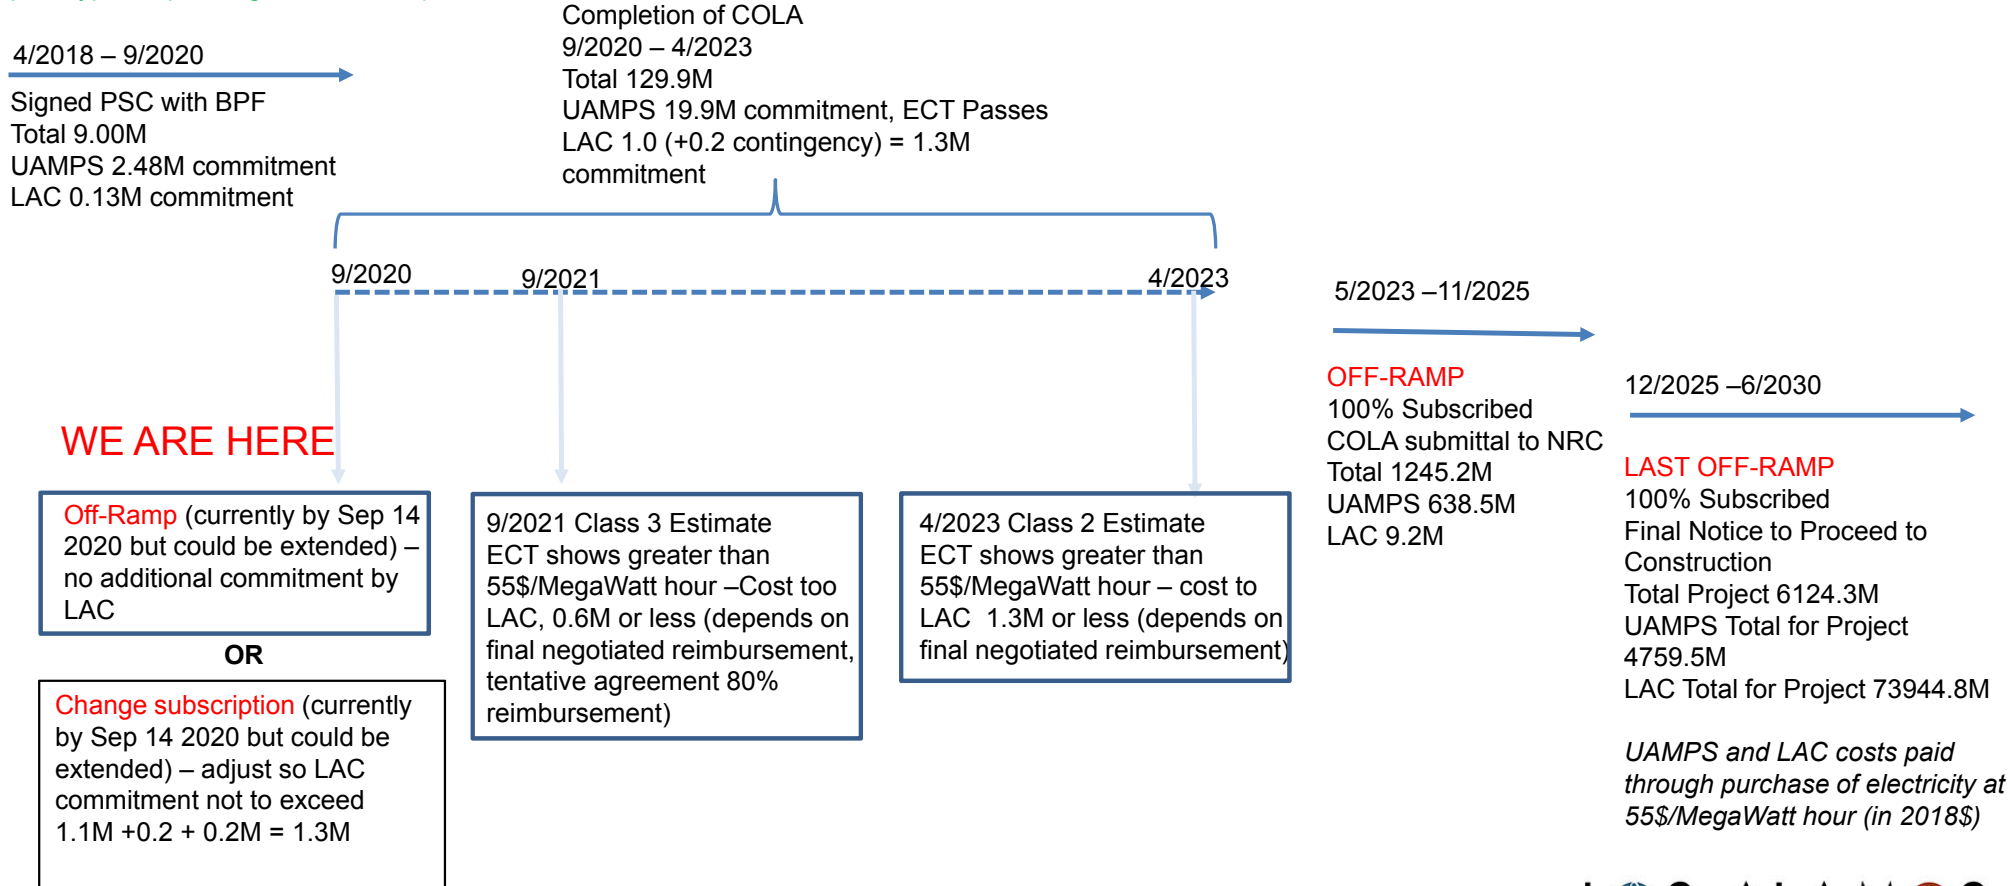 4/2018 – 9/2020
Signed PSC with BPF
Total 9.00M
UAMPS 2.48M commitment
LAC 0.13M commitment
Completion of COLA
9/2020 – 4/2023
Total 129.9M
UAMPS 19.9M commitment, ECT Passes
LAC 1.0 (+0.2 contingency) = 1.3M
commitment
9/2020
9/2021
4/2023
WE ARE HERE
Off-Ramp (currently by Sep 14
2020 but could be extended) –
no additional commitment by
LAC
OR
Change subscription (currently
by Sep 14 2020 but could be
extended) – adjust so LAC
commitment not to exceed
1.1M +0.2 + 0.2M = 1.3M
9/2021 Class 3 Estimate
ECT shows greater than
55$/MegaWatt hour –Cost too
LAC, 0.6M or less (depends on
final negotiated reimbursement,
tentative agreement 80%
reimbursement)
4/2023 Class 2 Estimate
ECT shows greater than
55$/MegaWatt hour – cost to
LAC 1.3M or less (depends on
final negotiated reimbursement)
5/2023 –11/2025
OFF-RAMP
100% Subscribed
COLA submittal to NRC
Total 1245.2M
UAMPS 638.5M
LAC 9.2M
12/2025 –6/2030
LAST OFF-RAMP
100% Subscribed
Final Notice to Proceed to
Construction
Total Project 6124.3M
UAMPS Total for Project
4759.5M
LAC Total for Project 73944.8M
UAMPS and LAC costs paid
through purchase of electricity at
55$/MegaWatt hour (in 2018$)